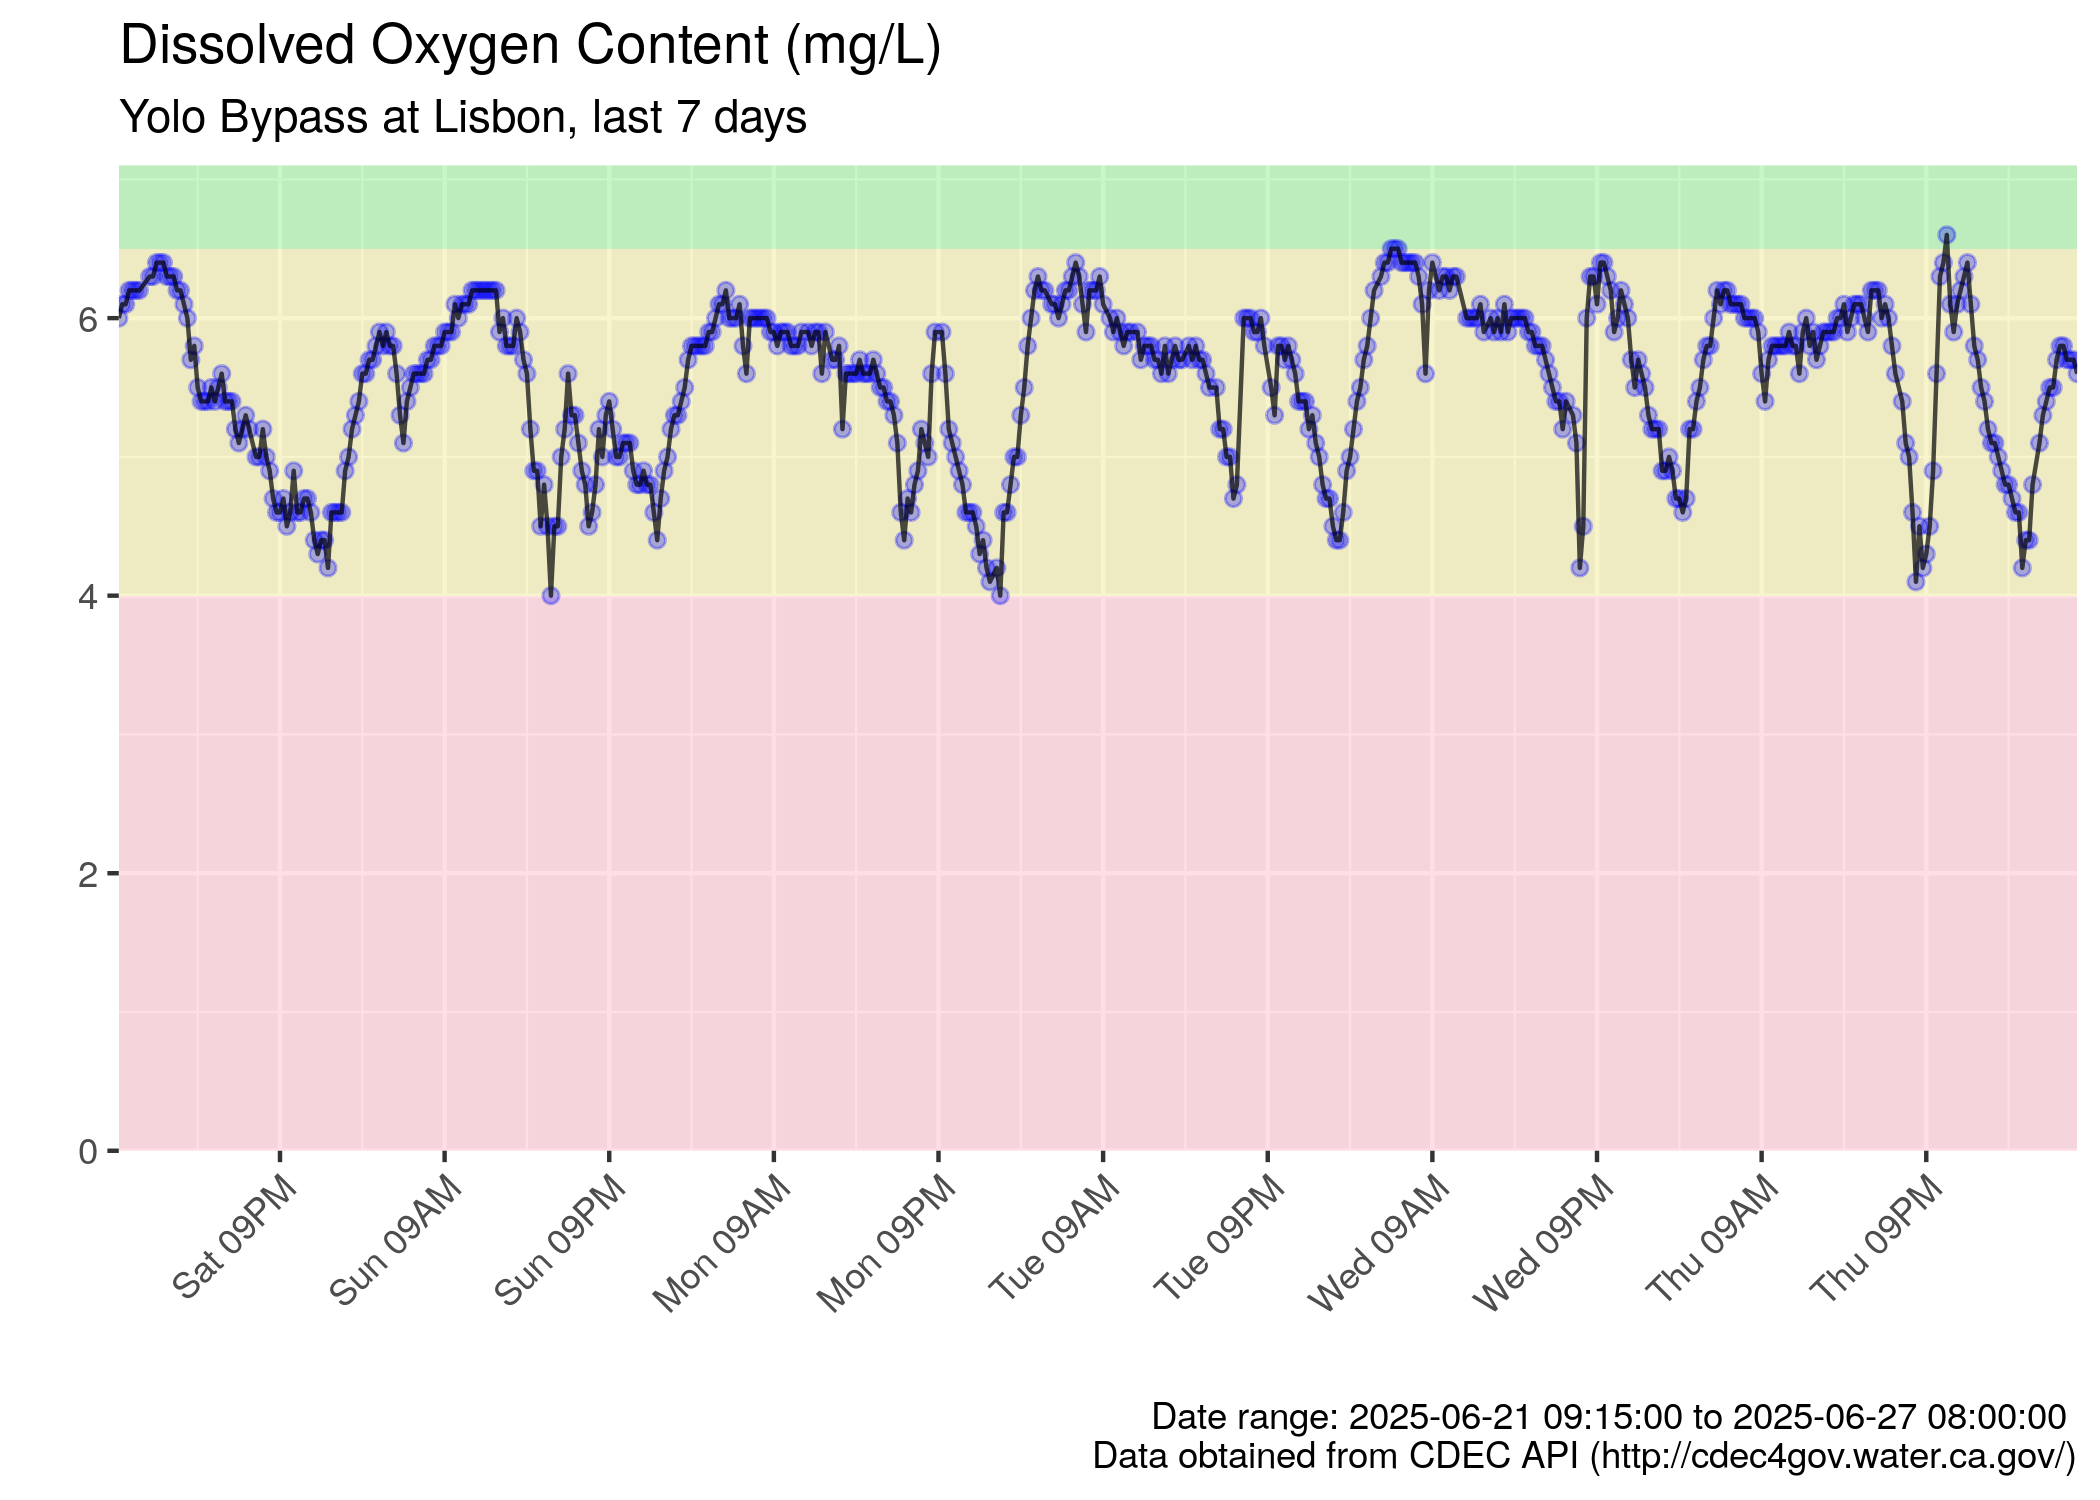 Dissolved Oxygen Content (mg/L)
Yolo Bypass at Lisbon, last 7 days
6
4
2
0
Sat 09PM
Sun 09AM
Sun 09PM
Mon 09AM
Mon 09PM
Tue 09AM
Tue 09PM
Wed 09AM
Wed 09PM
Thu 09AM
Thu 09PM
Date range: 2025-06-21 09:15:00 to 2025-06-27 08:00:00
Data obtained from CDEC API (http://cdec4gov.water.ca.gov/)